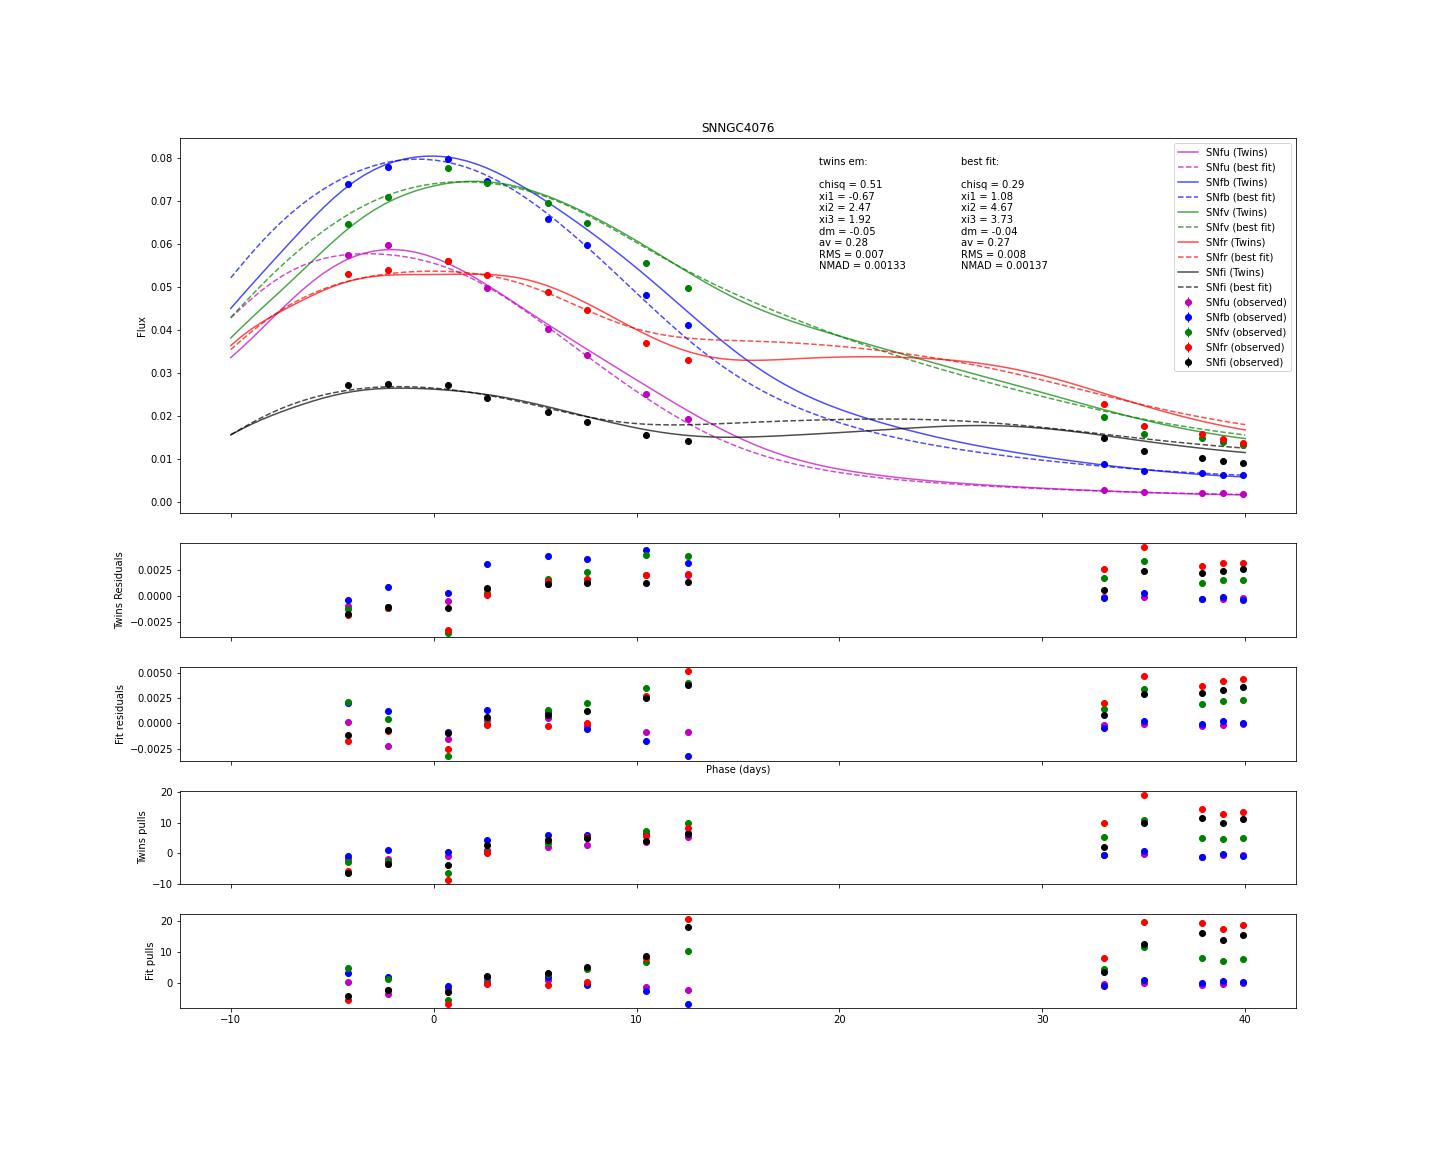 SNNGC4076
Flux
0.08
0.07
0.06
0.05
0.04
0.03
0.02
0.01
0.00
twins em:
chisq = 0.51
xi1 = -0.67
xi2 = 2.47
xi3 = 1.92
dm = -0.05
av = 0.28
RMS = 0.007
NMAD = 0.00133
best fit:
chisq = 0.29
xi1 = 1.08
xi2 = 4.67
xi3 = 3.73
dm = -0.04
av = 0.27
RMS = 0.008
NMAD = 0.00137
SNfu (Twins)
SNfu (best fit)
SNfb (Twins)
SNfb (best fit)
SNfv (Twins)
SNfv (best fit)
SNfr (Twins)
SNfr (best fit)
SNfi (Twins)
SNfi (best fit)
SNfu (observed)
SNfb (observed)
SNfv (observed)
SNfr (observed)
SNfi (observed)
Twins Residuals
0.0025
0.0000
−0.0025
Fit residuals
0.0050
0.0025
0.0000
−0.0025
Phase (days)
Twins pulls
20
10
0
−10
Fit pulls
20
10
0
−10 0 10 20 30 40